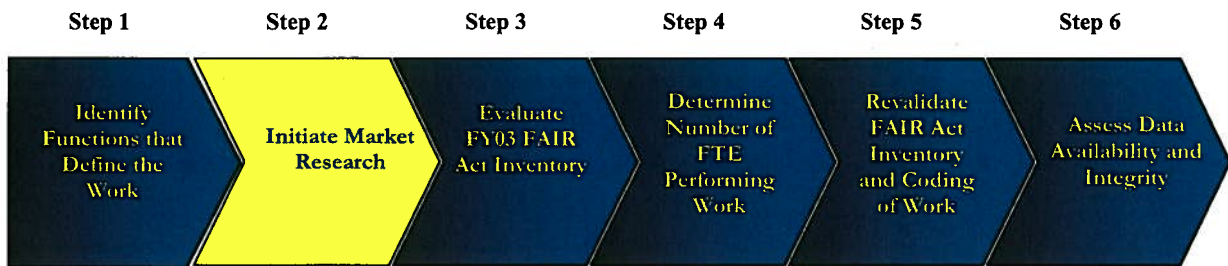 Step 1
Step 2
Step 3
Step 4
Step 5
Step 6
Identify
Functions that
Define the
Work
Initiate Market
Research
Evaluate
FY03 FAIR
Act Inventory
Determine
Number of
FTE
Performing
Work
Revalidate
FAIR Act
Inventory
and Coding
of Work
Assess Data
Availability and
Integrity